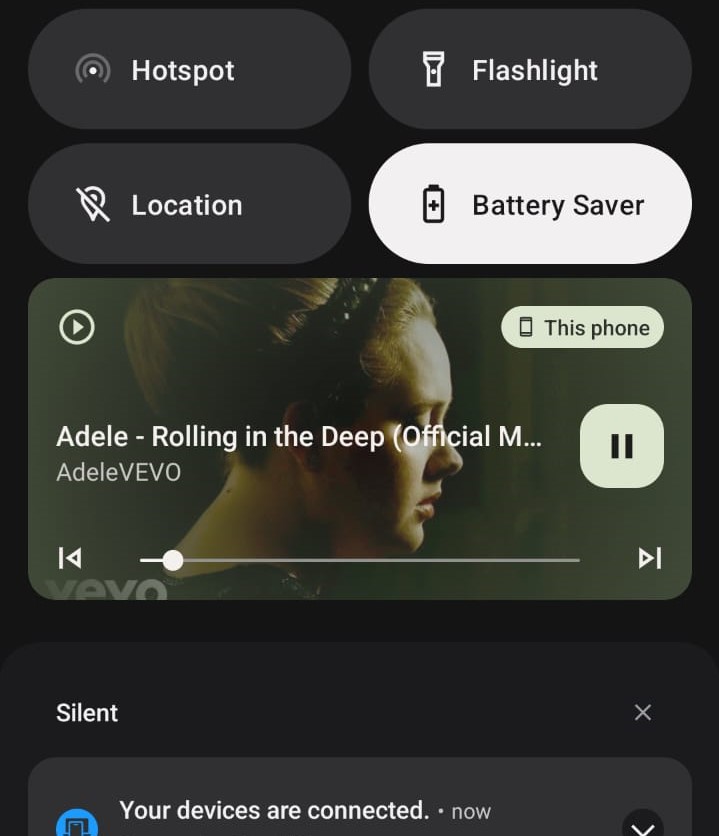 Hotspot
Flashlight
Location
Battery Saver
This phone
Adele - Rolling in the Deep (Official M...
AdeleVEVO
vevo
Silent
Your devices are connected. • now